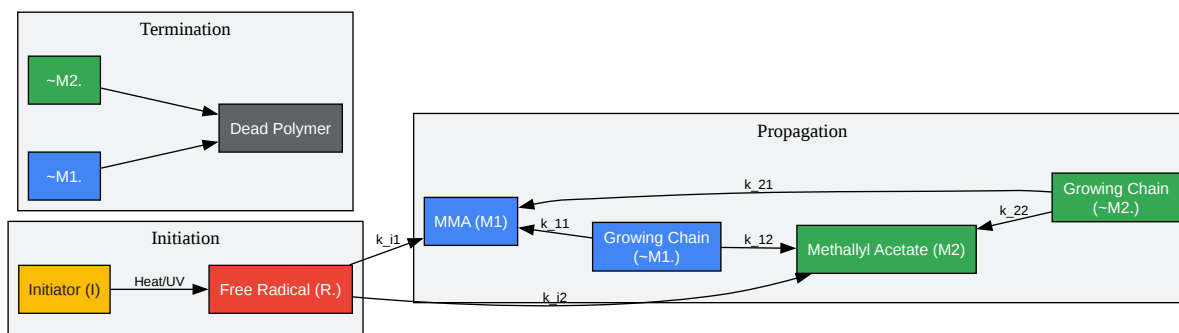 Termination
~M2.
Dead Polymer
~M1.
Propagation
k_21
Growing Chain
(~M2.)
k_22
MMA (M1)
k_11
Growing Chain
(~M1.)
k_12
Methallyl Acetate (M2)
Initiation
k_i1
Initiator (I)
Heat/UV
Free Radical (R.)
k_i2